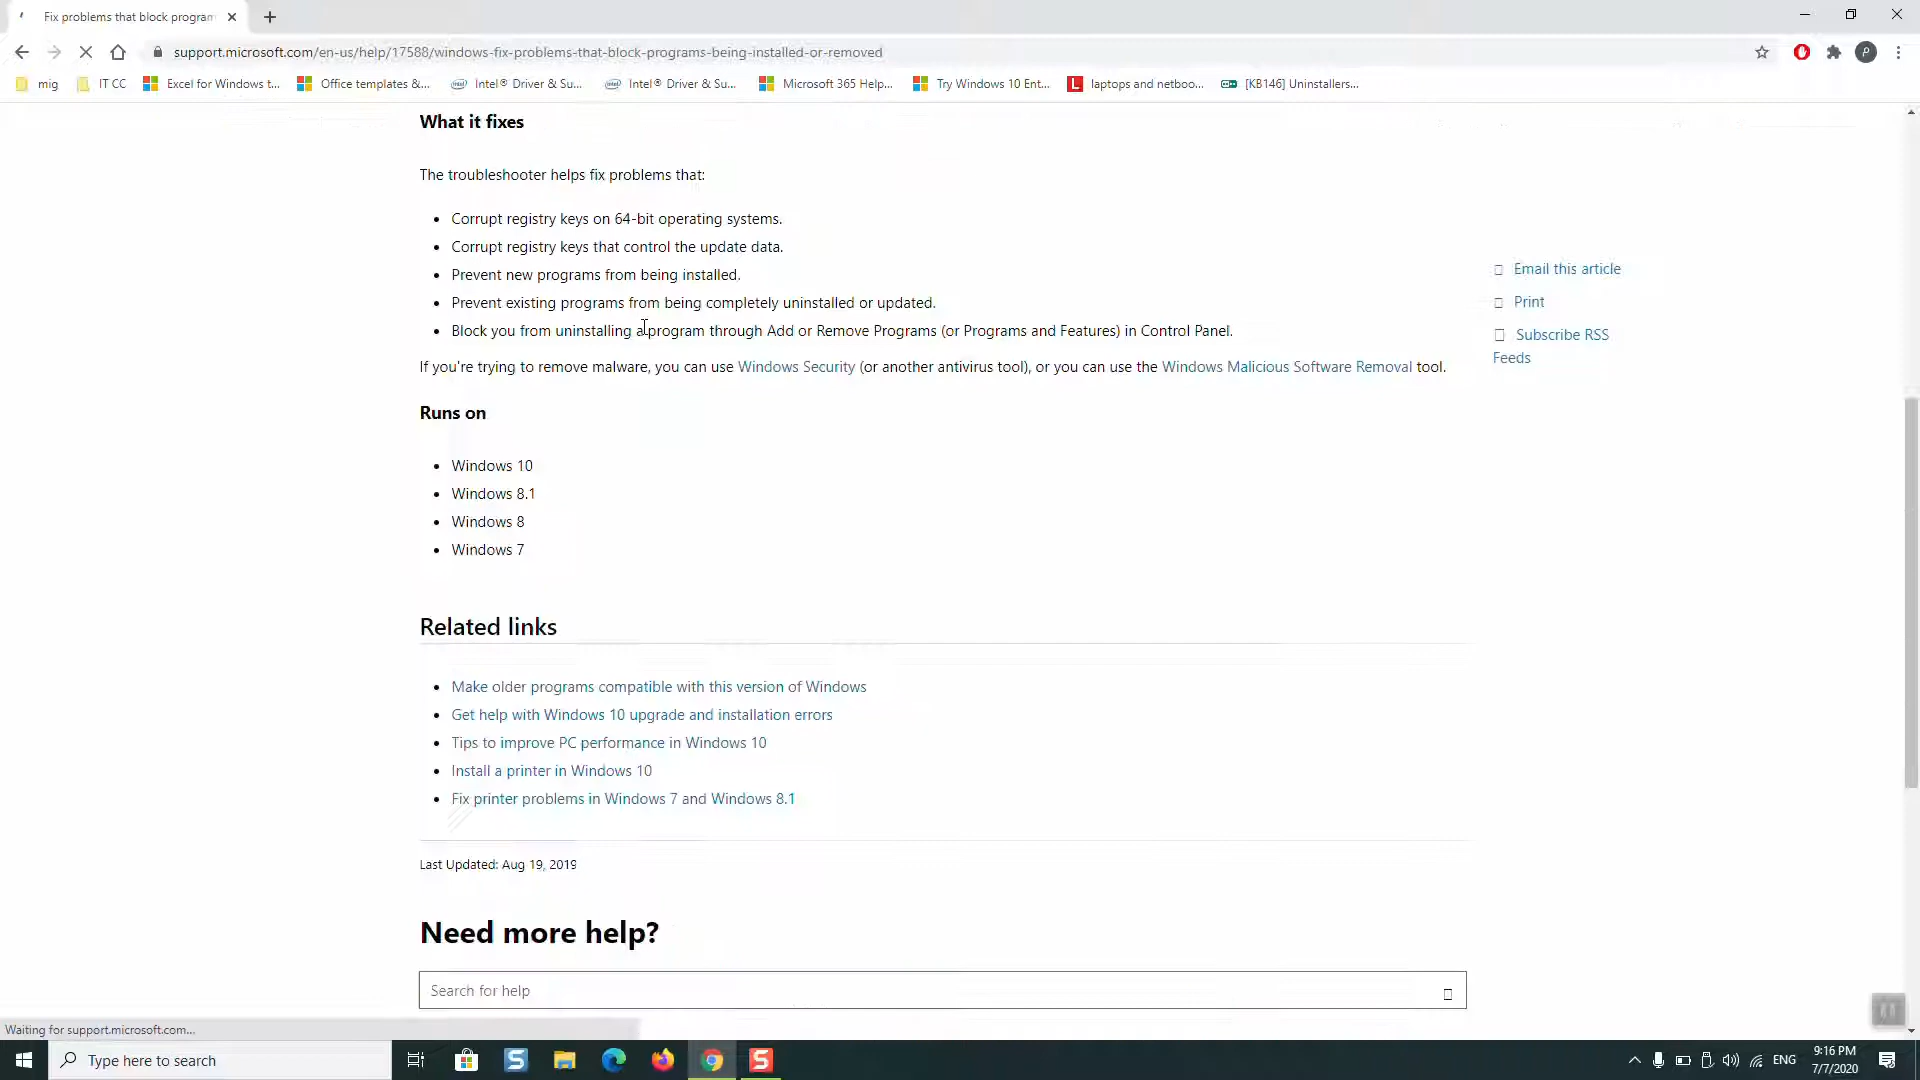 Fix problems that block program
support.microsoft.com/en-us/help/17588/windows-fix-problems-that-block-programs-being-installed-or-removed
P
mig
IT CC
Excel for Windows t...
Office templates &...
Intel® Driver & Su...
Intel® Driver & Su...
Microsoft 365 Help...
Try Windows 10 Ent...
L
laptops and netboo...
[KB146] Uninstallers...
What it fixes
The troubleshooter helps fix problems that:
Corrupt registry keys on 64-bit operating systems.
Corrupt registry keys that control the update data.
Prevent new programs from being installed.
Prevent existing programs from being completely uninstalled or updated.
Block you from uninstalling a program through Add or Remove Programs (or Programs and Features) in Control Panel.
If you're trying to remove malware, you can use Windows Security (or another antivirus tool), or you can use the Windows Malicious Software Removal tool.
Email this article
Print
Subscribe RSS
Feeds
Runs on
Windows 10
Windows 8.1
Windows 8
Windows 7
Related links
Make older programs compatible with this version of Windows
Get help with Windows 10 upgrade and installation errors
Tips to improve PC performance in Windows 10
Install a printer in Windows 10
Fix printer problems in Windows 7 and Windows 8.1
Last Updated: Aug 19, 2019
Need more help?
Search for help
Waiting for support.microsoft.com...
Type here to search
S
S
ENG
9:16 PM
7/7/2020